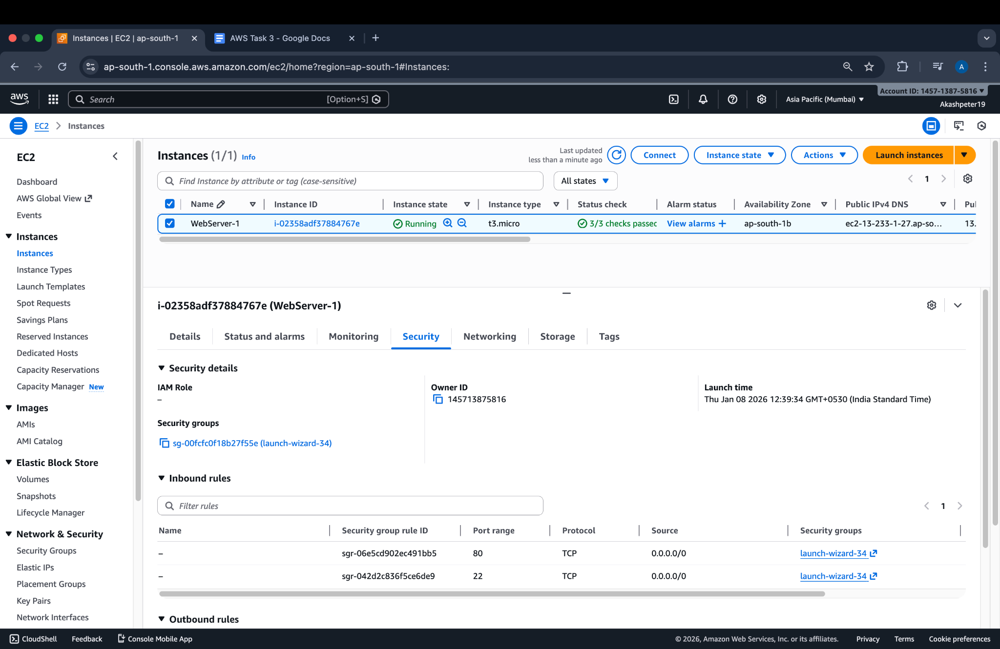 Instances | EC2 | ap-south-1
AWS Task 3 - Google Docs
ap-south-1.console.aws.amazon.com/ec2/home?region=ap-south-1#Instances:
A
aws
Search
[Option+S]
Asia Pacific (Mumbai)
Account ID: 1457-1387-5816
Akashpeter19
EC2
Instances
EC2
Dashboard
AWS Global View
Events
Instances
Instances
Instance Types
Launch Templates
Spot Requests
Savings Plans
Reserved Instances
Dedicated Hosts
Capacity Reservations
Capacity Manager New
Images
AMIs
AMI Catalog
Elastic Block Store
Volumes
Snapshots
Lifecycle Manager
Network & Security
Security Groups
Elastic IPs
Placement Groups
Key Pairs
Network Interfaces
Instances (1/1) Info
Last updated
less than a minute ago
Connect
Instance state
Actions
Launch instances
Find Instance by attribute or tag (case-sensitive)
All states
1
Name Instance ID Instance state Instance type Status check Alarm status Availability Zone Public IPv4 DNS
WebServer-1 i-02358adf37884767e Running t3.micro 3/3 checks passed View alarms + ap-south-1b ec2-13-233-1-27.ap-so... 13.
i-02358adf37884767e (WebServer-1)
Details Status and alarms Monitoring Security Networking Storage Tags
Security details
IAM Role
–
Owner ID
145713875816
Launch time
Thu Jan 08 2026 12:39:34 GMT+0530 (India Standard Time)
Security groups
sg-00fcfc0f18b27f55e (launch-wizard-34)
Inbound rules
Filter rules
1
Name Security group rule ID Port range Protocol Source Security groups
– sgr-06e5cd902ec491bb5 80 TCP 0.0.0.0/0 launch-wizard-34
– sgr-042d2c836f5ce6de9 22 TCP 0.0.0.0/0 launch-wizard-34
Outbound rules
CloudShell Feedback Console Mobile App © 2026, Amazon Web Services, Inc. or its affiliates. Privacy Terms Cookie preferences